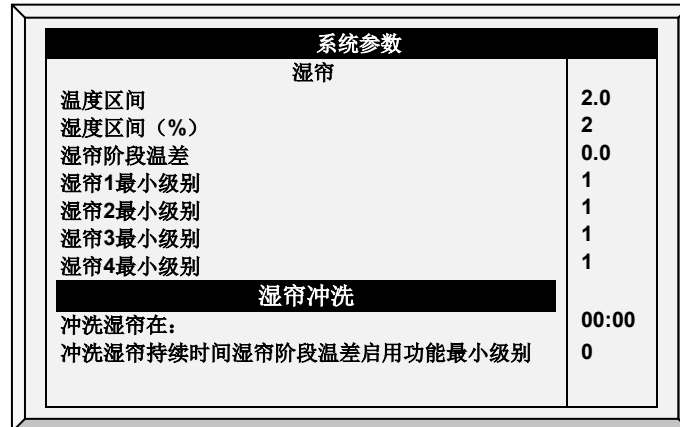 系统参数
湿帘
温度区间 2.0
湿度区间（%） 2
湿帘阶段温差 0.0
湿帘1最小级别 1
湿帘2最小级别 1
湿帘3最小级别 1
湿帘4最小级别 1
湿帘冲洗
冲洗湿帘在： 00:00
冲洗湿帘持续时间湿帘阶段温差启用功能最小级别 0